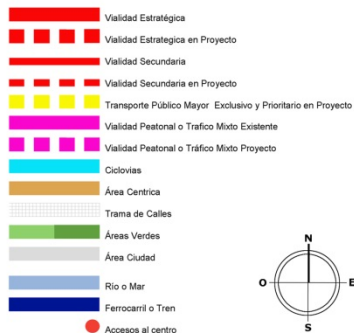 Vialidad Estratégica
Vialidad Estrategica en Proyecto
Vialidad Secundaria
Vialidad Secundaria en Proyecto
Transporte Público Mayor Exclusivo y Prioritario en Proyecto
Vialidad Peatonal o Trafico Mixto Existente
Vialidad Peatonal o Tráfico Mixto Proyecto
Ciclovias
Área Centrica
Trama de Calles
Áreas Verdes
Área Ciudad
Río o Mar
Ferrocarril o Tren
Accesos al centro
N
O E
S